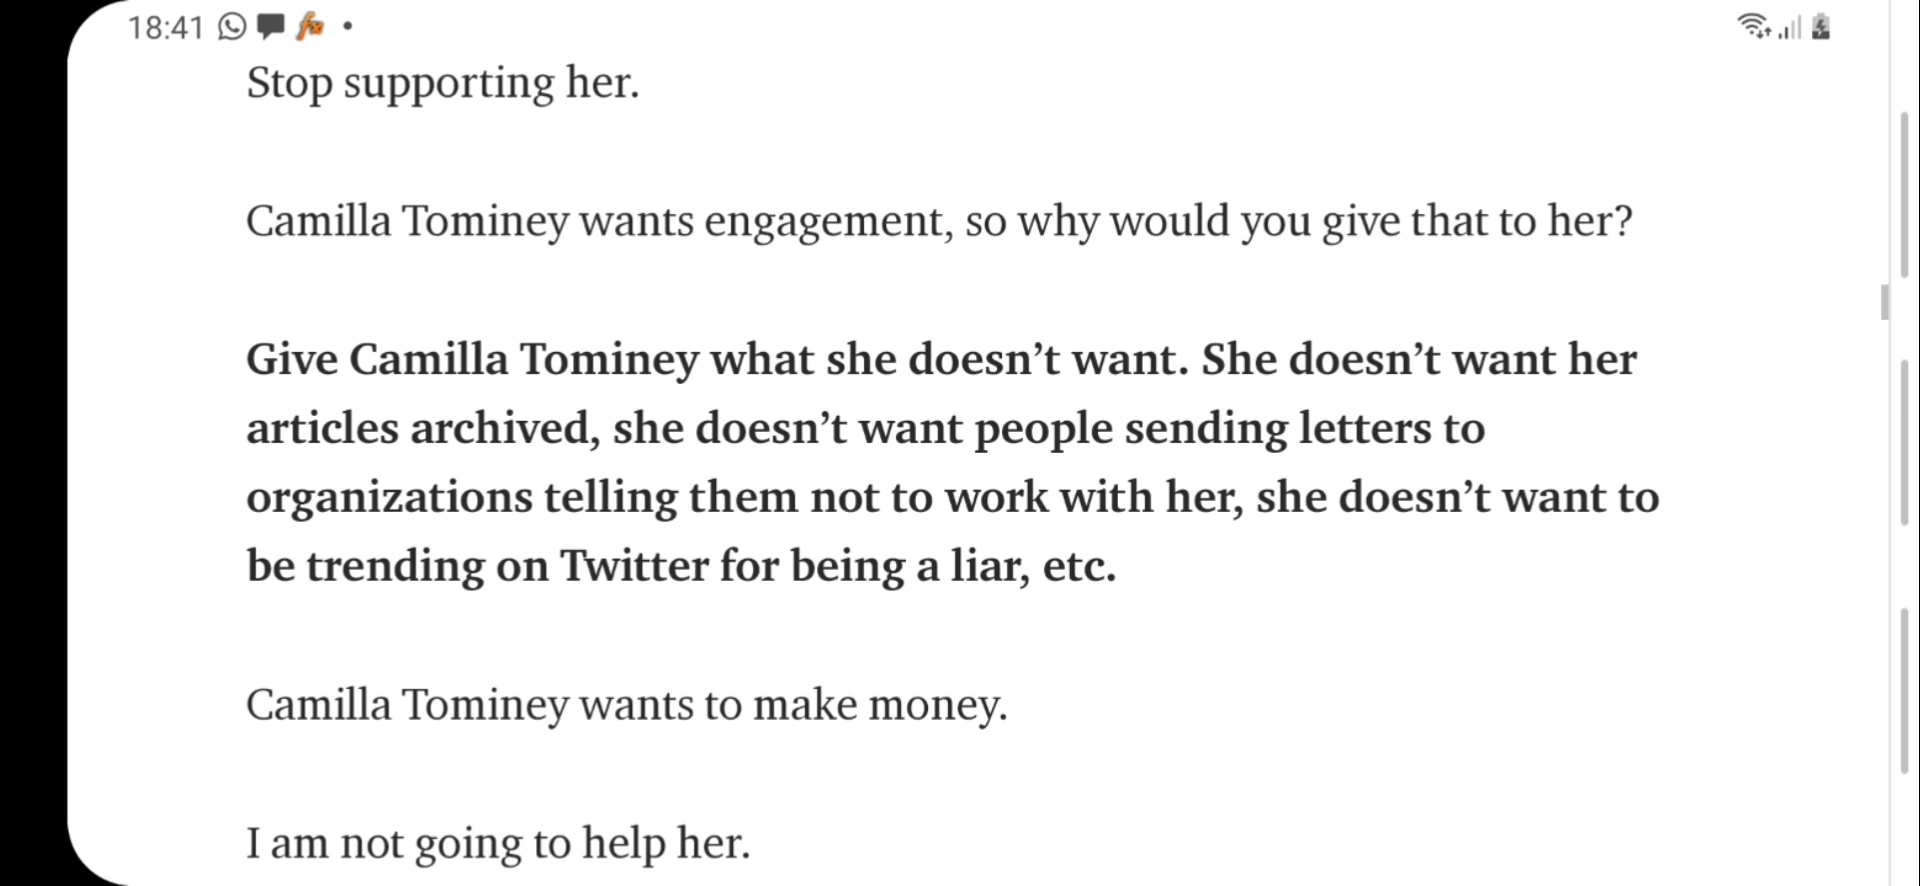 18:41
Stop supporting her.
Camilla Tominey wants engagement, so why would you give that to her?
Give Camilla Tominey what she doesn’t want. She doesn’t want her
articles archived, she doesn’t want people sending letters to
organizations telling them not to work with her, she doesn’t want to
be trending on Twitter for being a liar, etc.
Camilla Tominey wants to make money.
I am not going to help her.